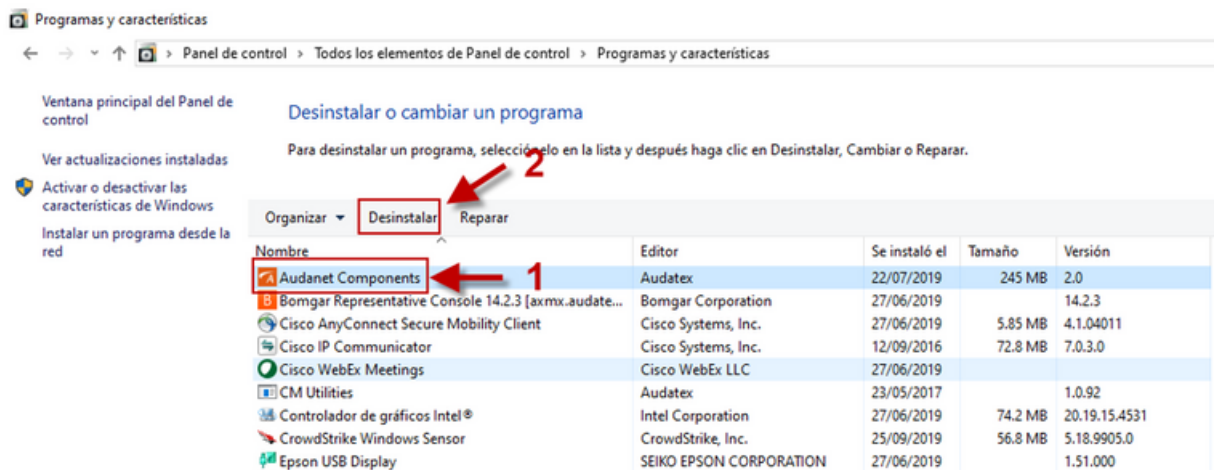 Programas y características
Panel de control > Todos los elementos de Panel de control > Programas y características
Ventana principal del Panel de
control
Ver actualizaciones instaladas
Activar o desactivar las
características de Windows
Instalar un programa desde la
red
Desinstalar o cambiar un programa
Para desinstalar un programa, selecciónelo en la lista y después haga clic en Desinstalar, Cambiar o Reparar.
2
Organizar Desinstalar Reparar
Nombre Editor Se instaló el Tamaño Versión
Audanet Components Audatex 22/07/2019 245 MB 2.0
1
Bomgar Representative Console 14.2.3 [axmx.audate... Bomgar Corporation 27/06/2019 14.2.3
Cisco AnyConnect Secure Mobility Client Cisco Systems, Inc. 27/06/2019 5.85 MB 4.1.04011
Cisco IP Communicator Cisco Systems, Inc. 12/09/2016 72.8 MB 7.0.3.0
Cisco WebEx Meetings Cisco WebEx LLC 27/06/2019
CM Utilities Audatex 23/05/2017 1.0.92
Controlador de gráficos Intel® Intel Corporation 27/06/2019 74.2 MB 20.19.15.4531
CrowdStrike Windows Sensor CrowdStrike, Inc. 25/09/2019 56.8 MB 5.18.9905.0
Epson USB Display SEIKO EPSON CORPORATION 27/06/2019 1.51.000